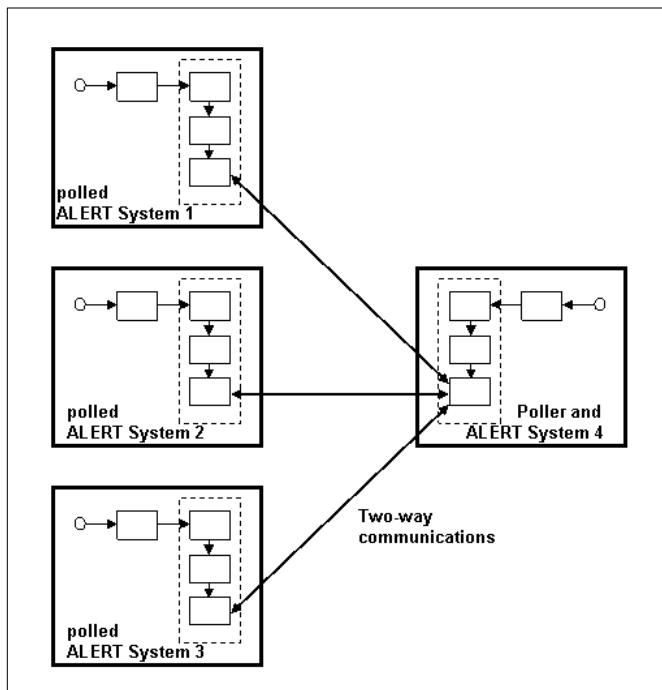 polled
ALERT System 1
polled
ALERT System 2
Poller and
ALERT System 4
Two-way
communications
polled
ALERT System 3